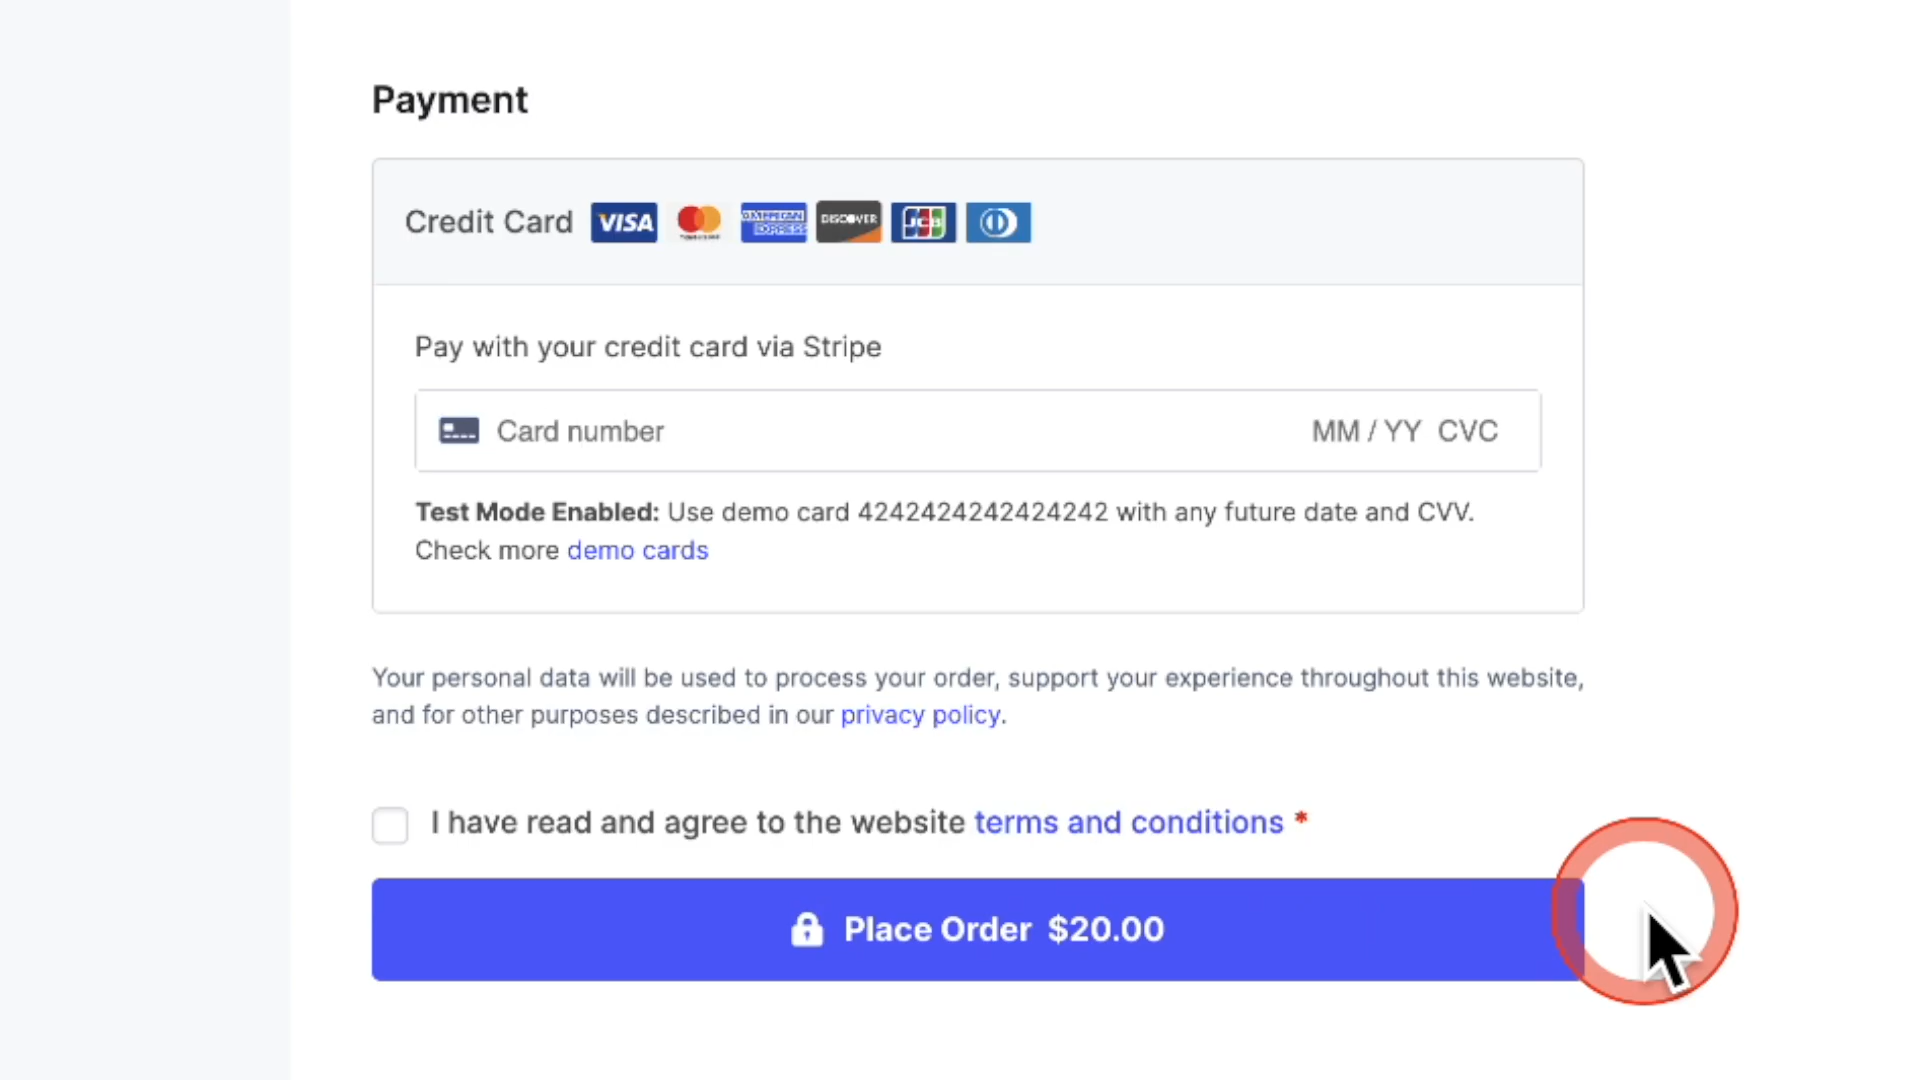 Payment
Credit Card VISA AMERICAN EXPRESS DISCOVER JCB
Pay with your credit card via Stripe
Card number MM / YY CVC
Test Mode Enabled: Use demo card 4242424242424242 with any future date and CVV.
Check more demo cards
Your personal data will be used to process your order, support your experience throughout this website,
and for other purposes described in our privacy policy.
I have read and agree to the website terms and conditions *
Place Order $20.00